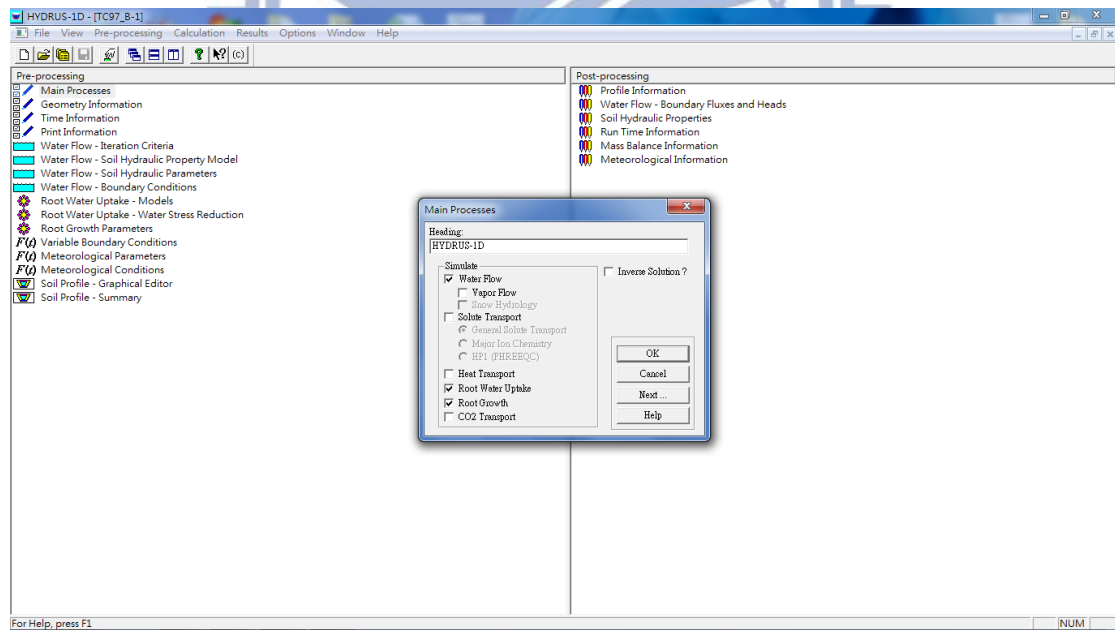 HYDRUS-1D - [TC97_B-1]
File View Pre-processing Calculation Results Options Window Help
(c)
Pre-processing
Main Processes
Geometry Information
Time Information
Print Information
Water Flow - Iteration Criteria
Water Flow - Soil Hydraulic Property Model
Water Flow - Soil Hydraulic Parameters
Water Flow - Boundary Conditions
Root Water Uptake - Models
Root Water Uptake - Water Stress Reduction
Root Growth Parameters
F(t) Variable Boundary Conditions
F(t) Meteorological Parameters
F(t) Meteorological Conditions
Soil Profile - Graphical Editor
Soil Profile - Summary
Post-processing
Profile Information
Water Flow - Boundary Fluxes and Heads
Soil Hydraulic Properties
Run Time Information
Mass Balance Information
Meteorological Information
Main Processes
Heading:
HYDRUS-1D
Simulate
Water Flow
Vapor Flow
Snow Hydrology
Solute Transport
General Solute Transport
Major Ion Chemistry
HP1 (PHREEQC)
Heat Transport
Root Water Uptake
Root Growth
CO2 Transport
Inverse Solution ?
OK
Cancel
Next ...
Help
For Help, press F1
NUM